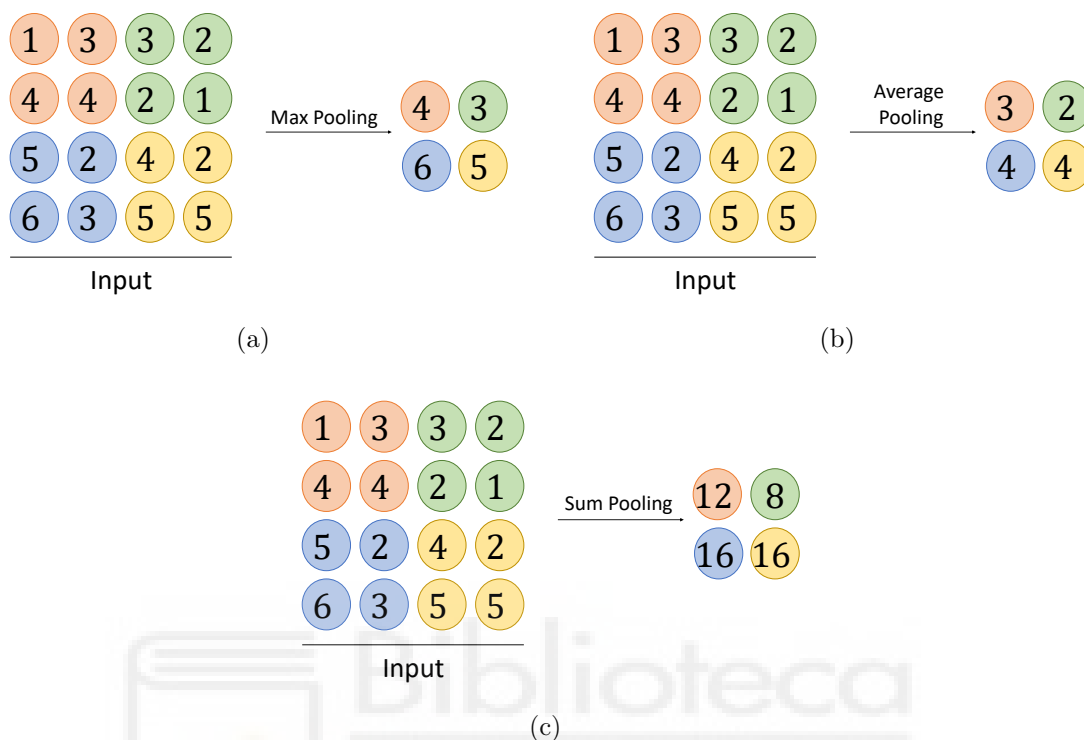 1 3 3 2
4 4 2 1
5 2 4 2
6 3 5 5
Input
Max Pooling
4 3
6 5
(a)
1 3 3 2
4 4 2 1
5 2 4 2
6 3 5 5
Input
Average
Pooling
3 2
4 4
(b)
1 3 3 2
4 4 2 1
5 2 4 2
6 3 5 5
Input
Sum Pooling
12 8
16 16
(c)
Biblioteca